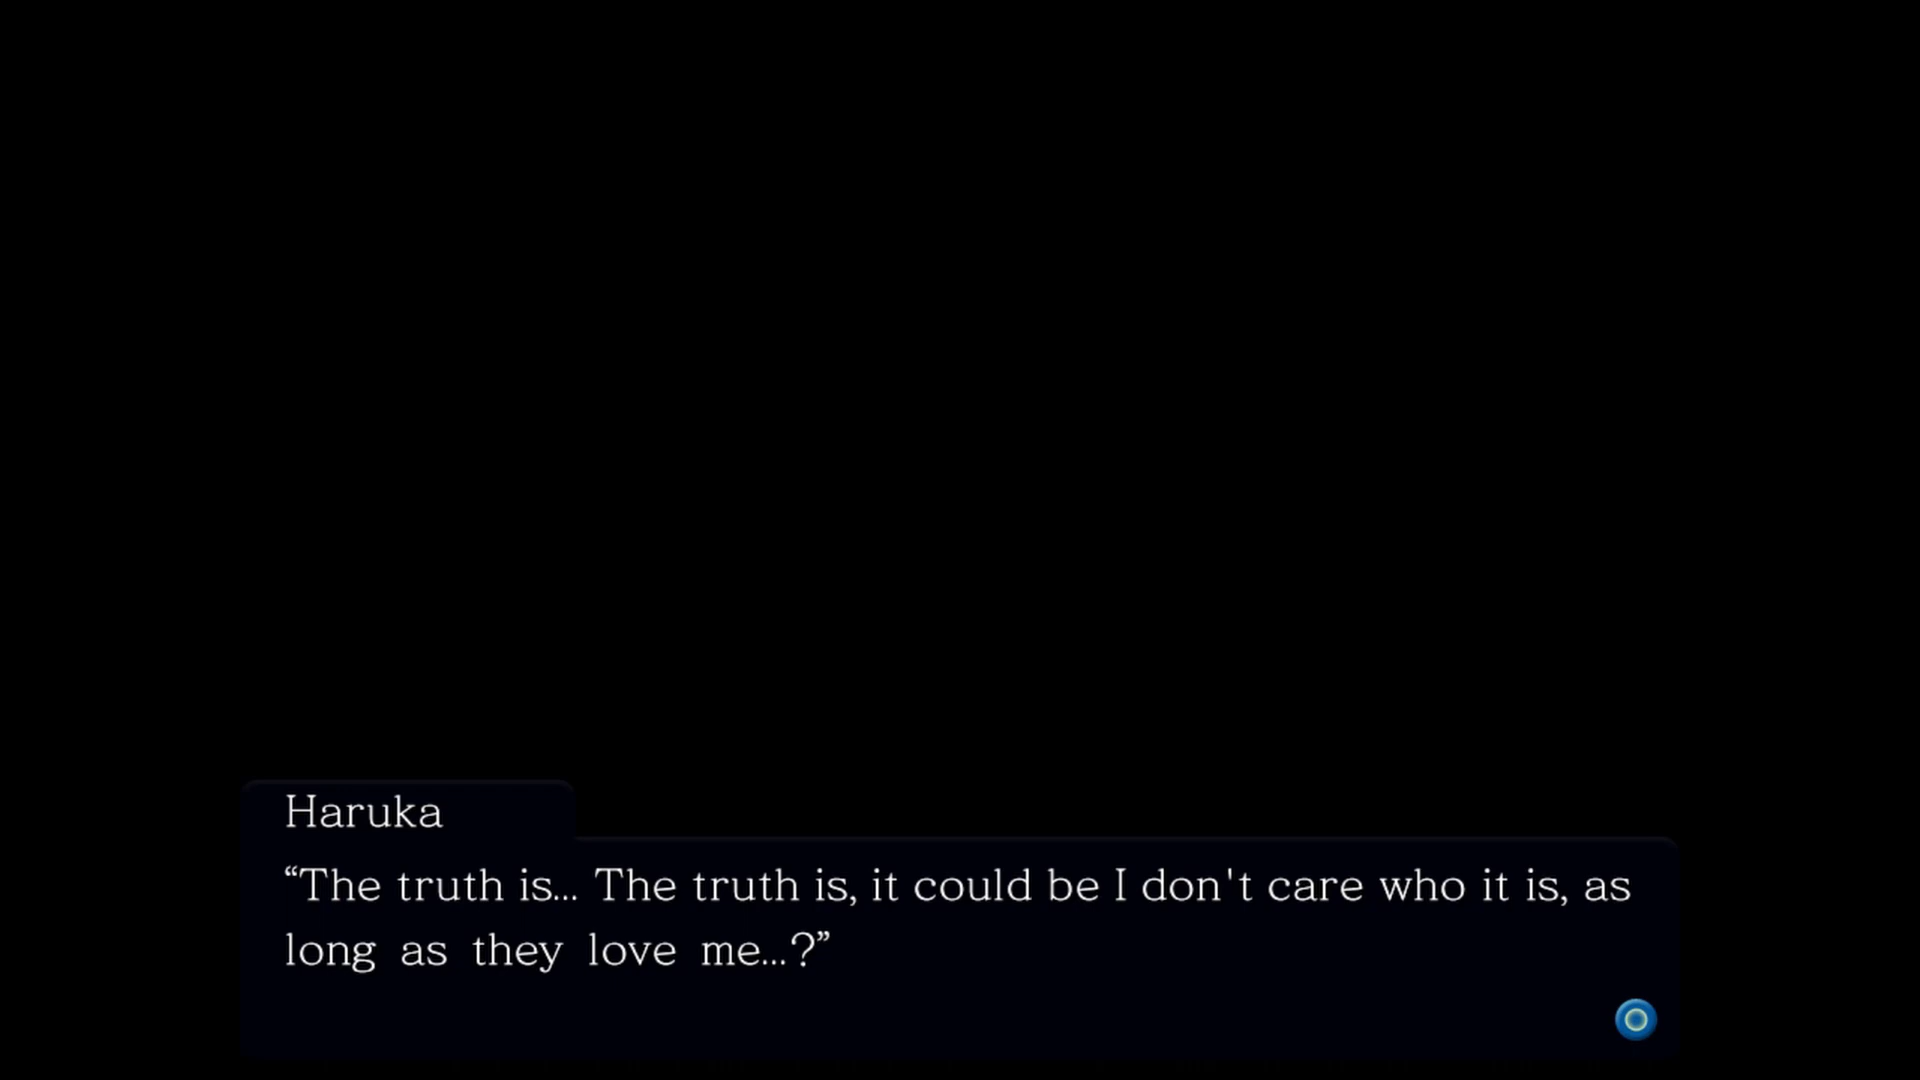 Haruka
“The truth is... The truth is, it could be I don't care who it is, as
long as they love me...?”